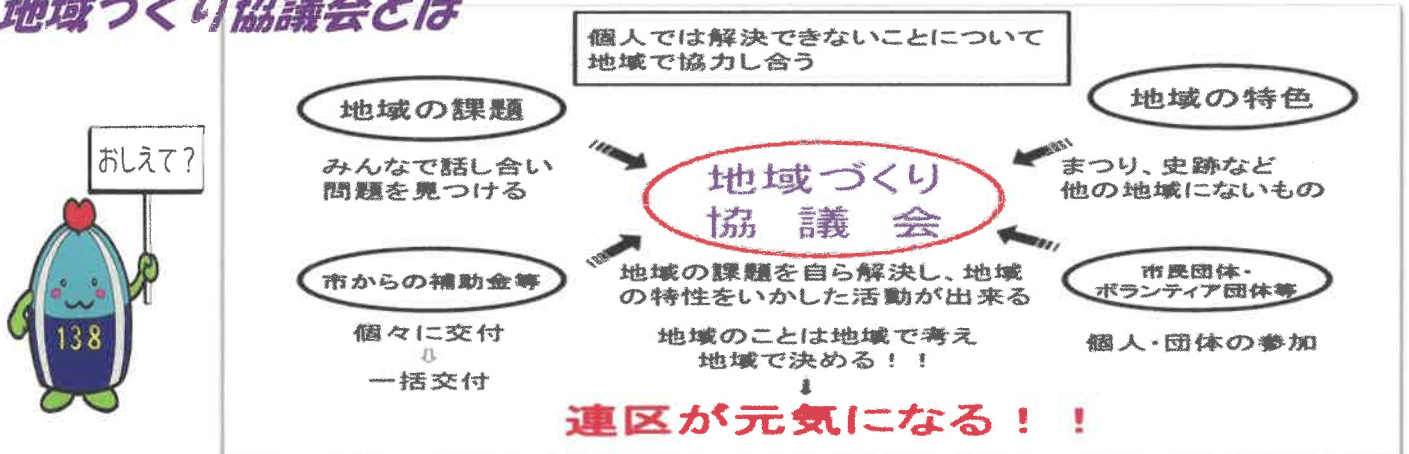 地域づくり協議会とは
個人では解決できないことについて
地域で協力し合う
地域の課題
みんなで話し合い
問題を見つける
地域の特色
まつり、史跡など
他の地域にないもの
おしえて?
138
地域づくり
協議会
市からの補助金等
個々に交付
⇩
一括交付
地域の課題を自ら解決し、地域
の特性をいかした活動が出来る
地域のことは地域で考え
地域で決める!!
市民団体・
ボランティア団体等
個人・団体の参加
連区が元気になる!!